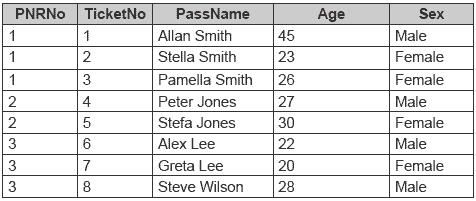 PNRNo TicketNo PassName Age Sex
1 1 Allan Smith 45 Male
1 2 Stella Smith 23 Female
1 3 Pamella Smith 26 Female
2 4 Peter Jones 27 Male
2 5 Stefa Jones 30 Female
3 6 Alex Lee 22 Male
3 7 Greta Lee 20 Female
3 8 Steve Wilson 28 Male